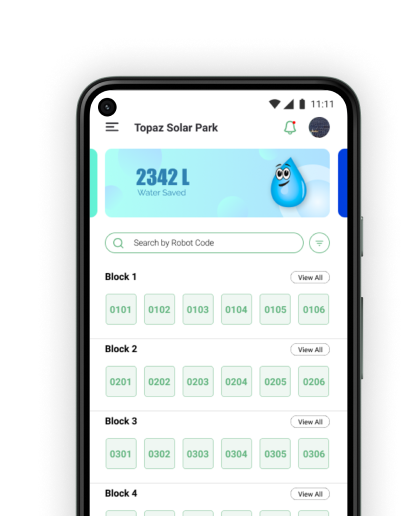 11:11
Topaz Solar Park
2342 L
Water Saved
Search by Robot Code
Block 1 View All
0101 0102 0103 0104 0105 0106
Block 2 View All
0201 0202 0203 0204 0205 0206
Block 3 View All
0301 0302 0303 0304 0305 0306
Block 4 View All